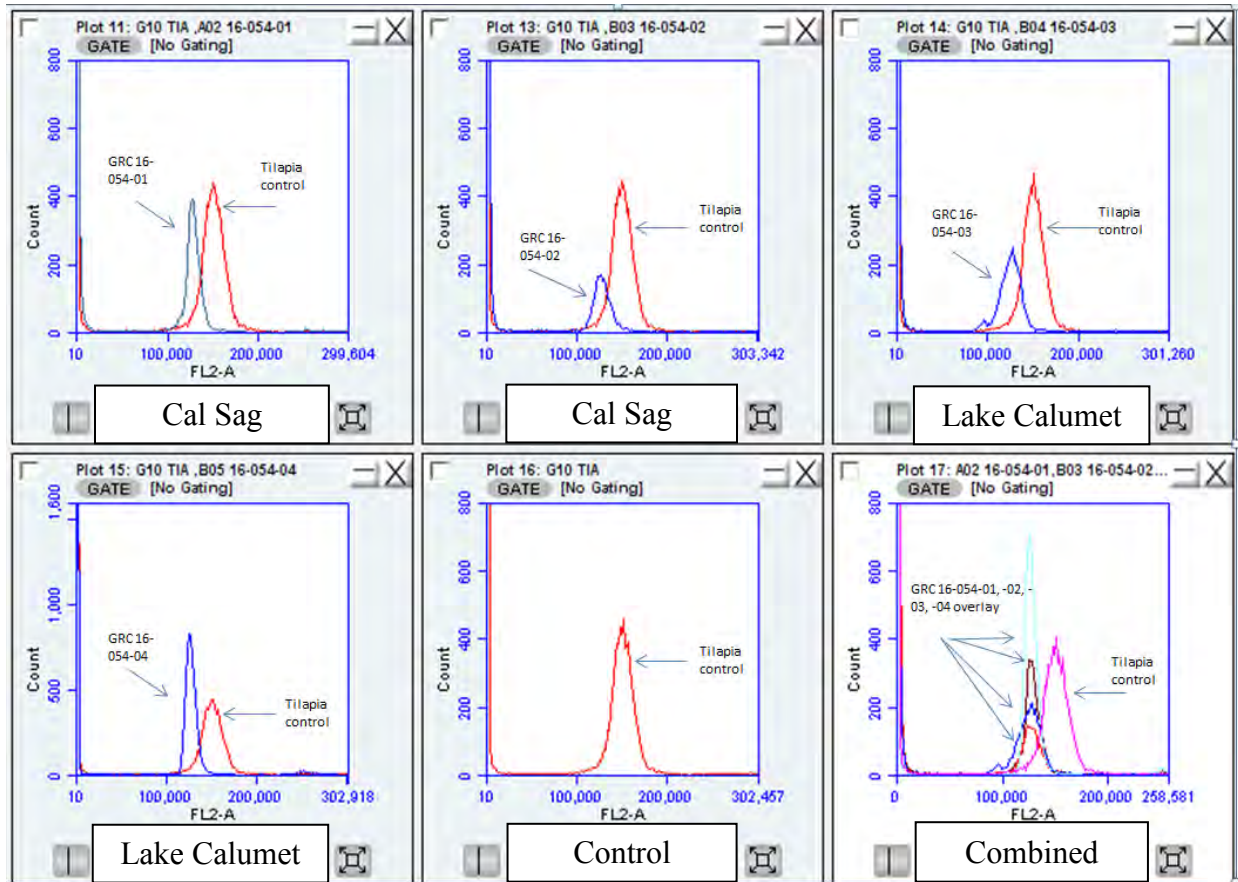 Plot 11: G10 TIA ,A02 16-054-01
GATE [No Gating]
800
600
400
200
0
Count
GRC 16-
054-01
Tilapia
control
10 100,000 200,000 299,604
FL2-A
Cal Sag
Plot 13: G10 TIA ,B03 16-054-02
GATE [No Gating]
800
600
400
200
0
Count
GRC 16-
054-02
Tilapia
control
10 100,000 200,000 303,342
FL2-A
Cal Sag
Plot 14: G10 TIA ,B04 16-054-03
GATE [No Gating]
800
600
400
200
0
Count
GRC 16-
054-03
Tilapia
control
10 100,000 200,000 301,260
FL2-A
Lake Calumet
Plot 15: G10 TIA ,B05 16-054-04
GATE [No Gating]
1,600
1,000
500
0
Count
GRC 16-
054-04
Tilapia
control
10 100,000 200,000 302,918
FL2-A
Lake Calumet
Plot 16: G10 TIA
GATE [No Gating]
800
600
400
200
0
Count
Tilapia
control
10 100,000 200,000 302,457
FL2-A
Control
Plot 17: A02 16-054-01,B03 16-054-02...
GATE [No Gating]
800
600
400
200
0
Count
GRC 16-054-01, -02, -
03, -04 overlay
Tilapia
control
0 100,000 200,000 258,581
FL2-A
Combined